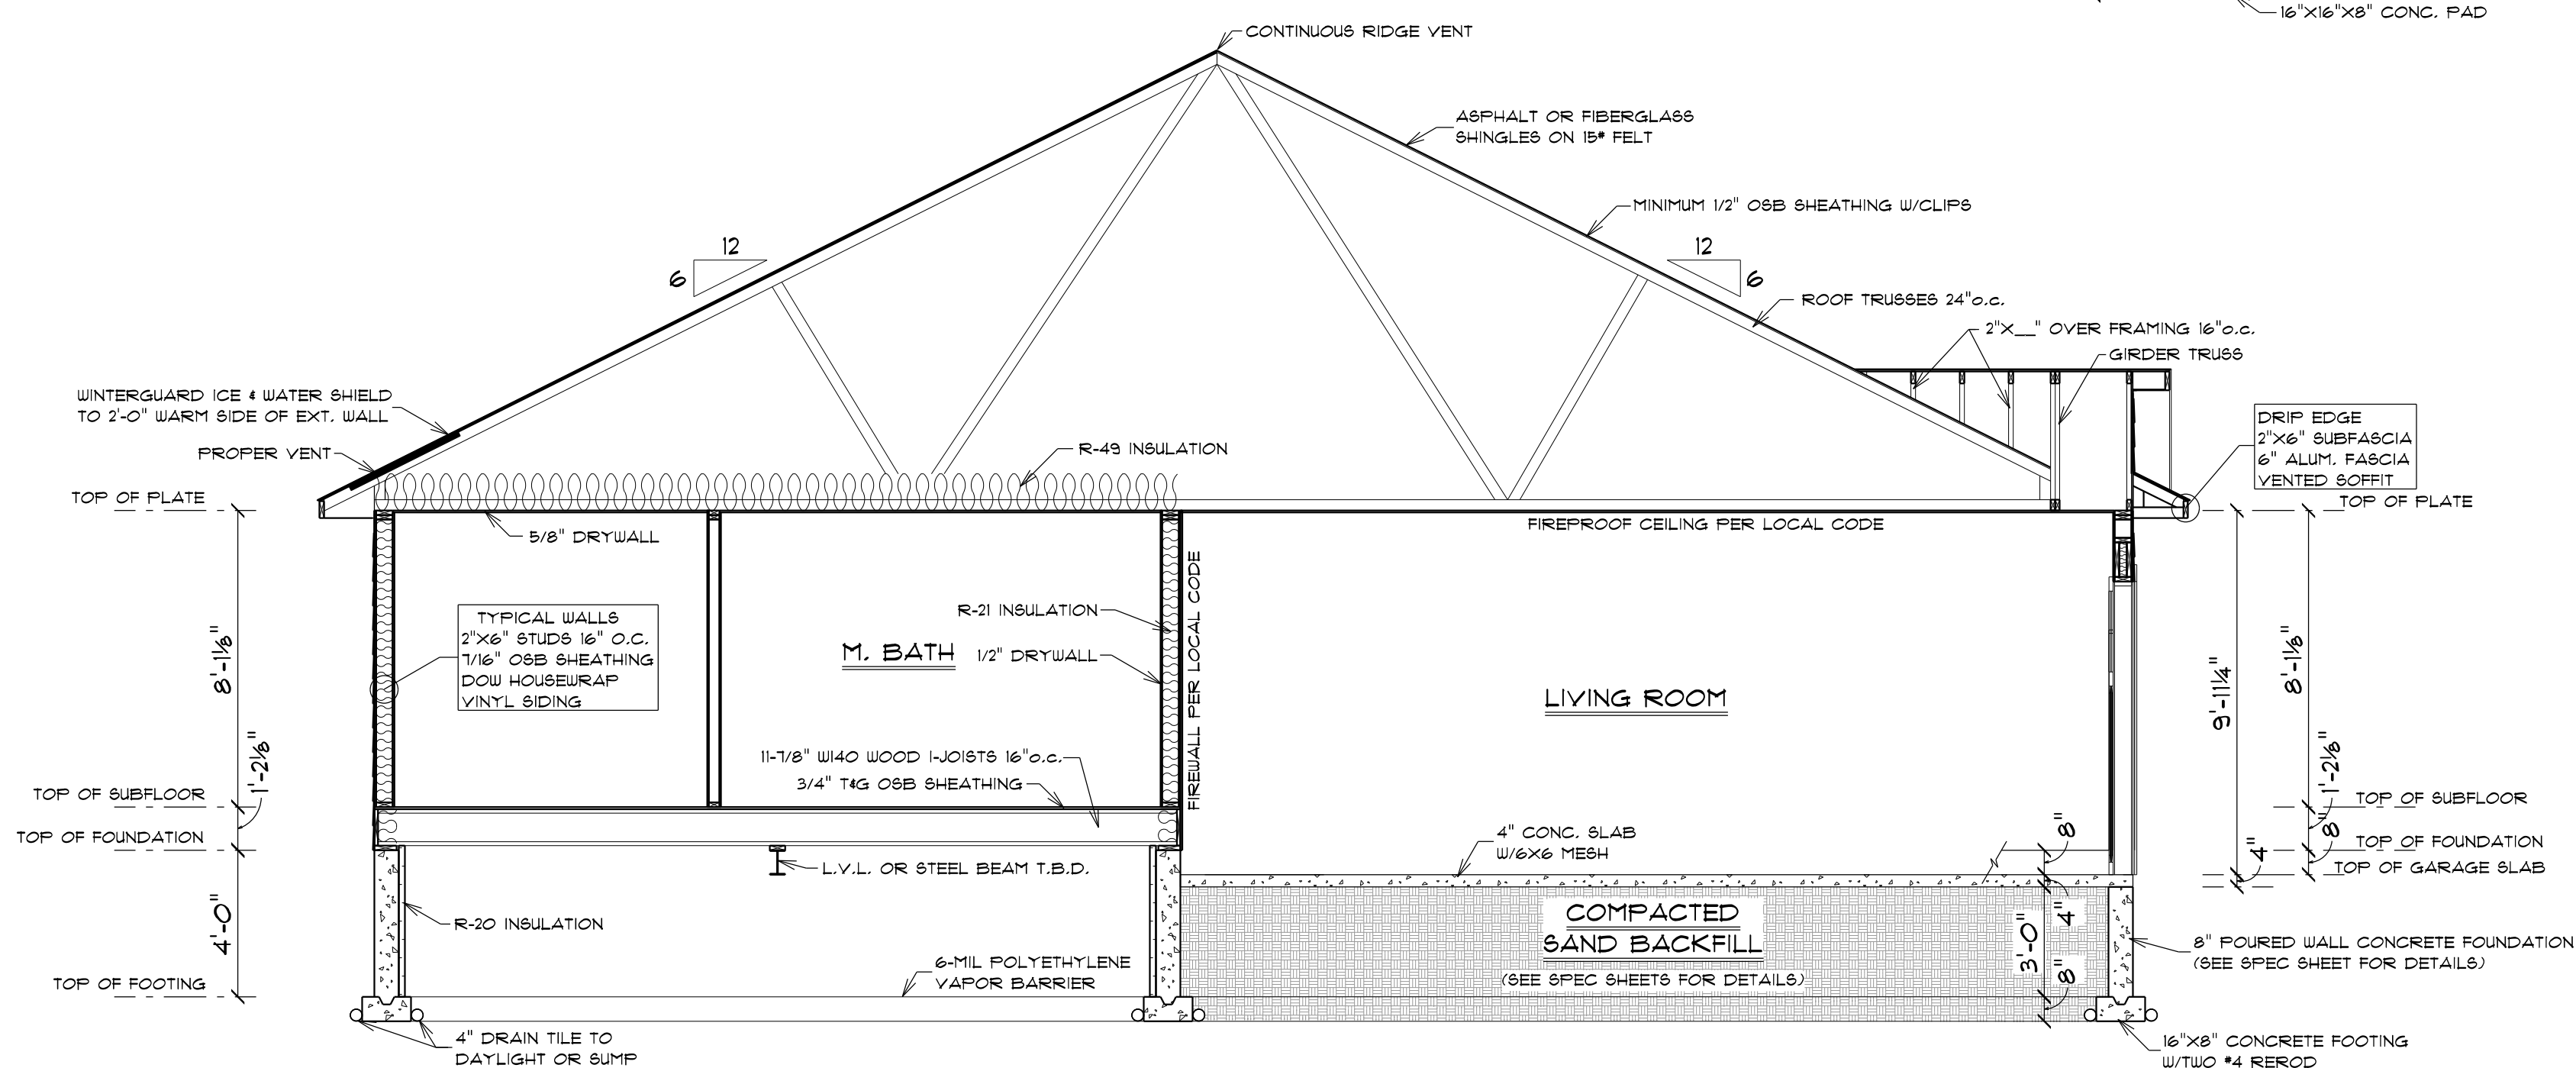 16"X16"X8" CONC. PAD
CONTINUOUS RIDGE VENT
ASPHALT OR FIBERGLASS
SHINGLES ON 15# FELT
MINIMUM 1/2" OSB SHEATHING W/CLIPS
12
6
12
6
ROOF TRUSSES 24"o.c.
2"X__" OVER FRAMING 16"o.c.
GIRDER TRUSS
WINTERGUARD ICE & WATER SHIELD
TO 2'-0" WARM SIDE OF EXT. WALL
PROPER VENT
R-49 INSULATION
DRIP EDGE
2"X6" SUBFASCIA
6" ALUM. FASCIA
VENTED SOFFIT
TOP OF PLATE
TOP OF PLATE
5/8" DRYWALL
FIREPROOF CEILING PER LOCAL CODE
TYPICAL WALLS
2"X6" STUDS 16" O.C.
7/16" OSB SHEATHING
DOW HOUSEWRAP
VINYL SIDING
R-21 INSULATION
M. BATH
1/2" DRYWALL
FIREWALL PER LOCAL CODE
LIVING ROOM
8'-1⅛"
1'-2⅛"
9'-11¼"
8'-1⅛"
1'-2⅛"
11-7/8" WI40 WOOD I-JOISTS 16"o.c.
3/4" T&G OSB SHEATHING
TOP OF SUBFLOOR
TOP OF SUBFLOOR
TOP OF FOUNDATION
TOP OF FOUNDATION
8"
8"
4"
4" CONC. SLAB
W/6X6 MESH
TOP OF GARAGE SLAB
L.V.L. OR STEEL BEAM T.B.D.
4'-0"
R-20 INSULATION
COMPACTED
SAND BACKFILL
(SEE SPEC SHEETS FOR DETAILS)
3'-0"
4"
8"
8" POURED WALL CONCRETE FOUNDATION
(SEE SPEC SHEET FOR DETAILS)
6-MIL POLYETHYLENE
VAPOR BARRIER
TOP OF FOOTING
4" DRAIN TILE TO
DAYLIGHT OR SUMP
16"X8" CONCRETE FOOTING
W/TWO #4 REROD